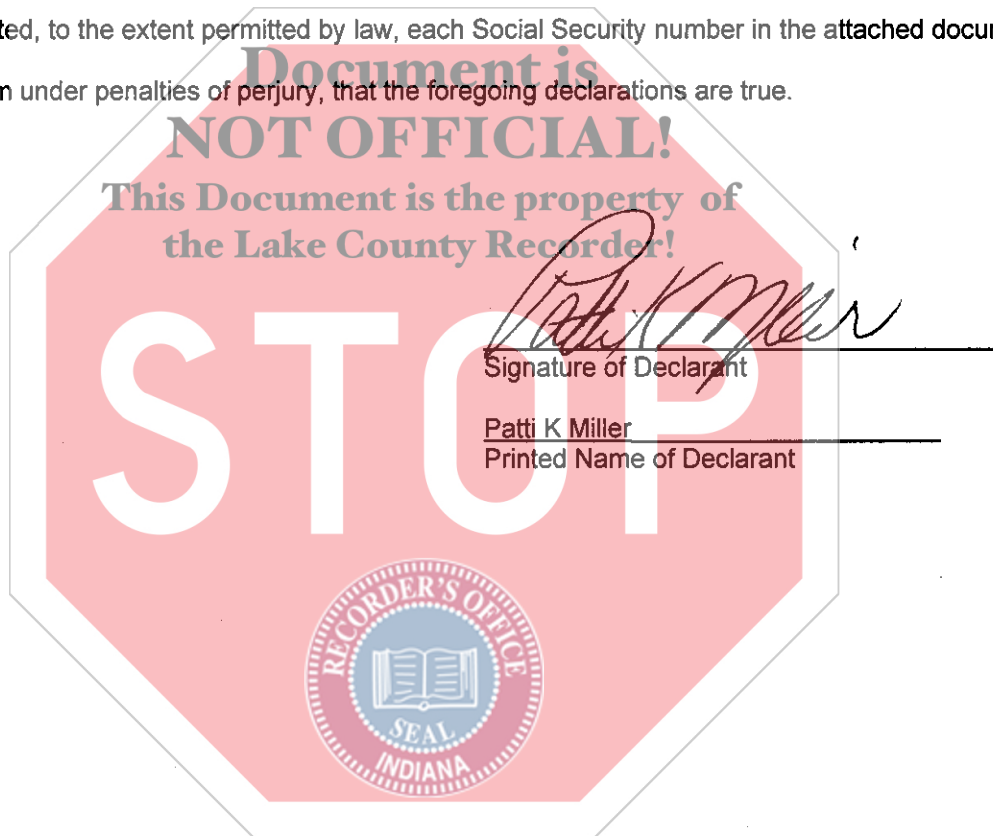 ted, to the extent permitted by law, each Social Security number in the attached docu
n under penalties of perjury, that the foregoing declarations are true.
Document is
NOT OFFICIAL!
This Document is the property of
the Lake County Recorder!
STOP
Patti K Miller
Signature of Declarant
Patti K Miller
Printed Name of Declarant
RECORDER'S OFFICE
SEAL
INDIANA